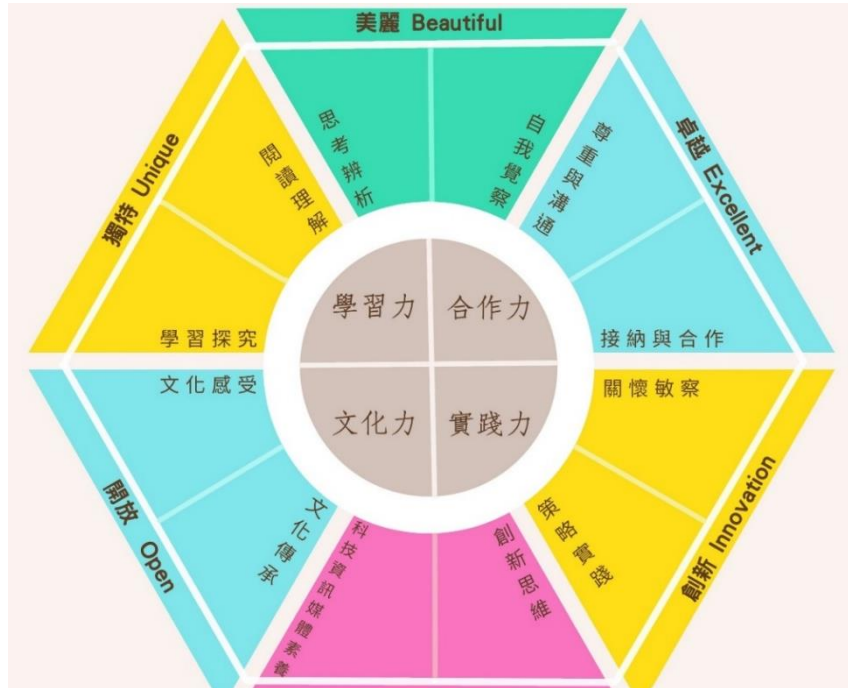 美麗 Beautiful
思考辨析
自我覺察
卓越 Excellent
尊重與溝通
接納與合作
創新 Innovation
關懷敏察
策略實踐
創新思維
科技資訊媒體素養
開放 Open
文化傳承
文化感受
獨特 Unique
學習探究
閱讀理解
學習力
合作力
文化力
實踐力